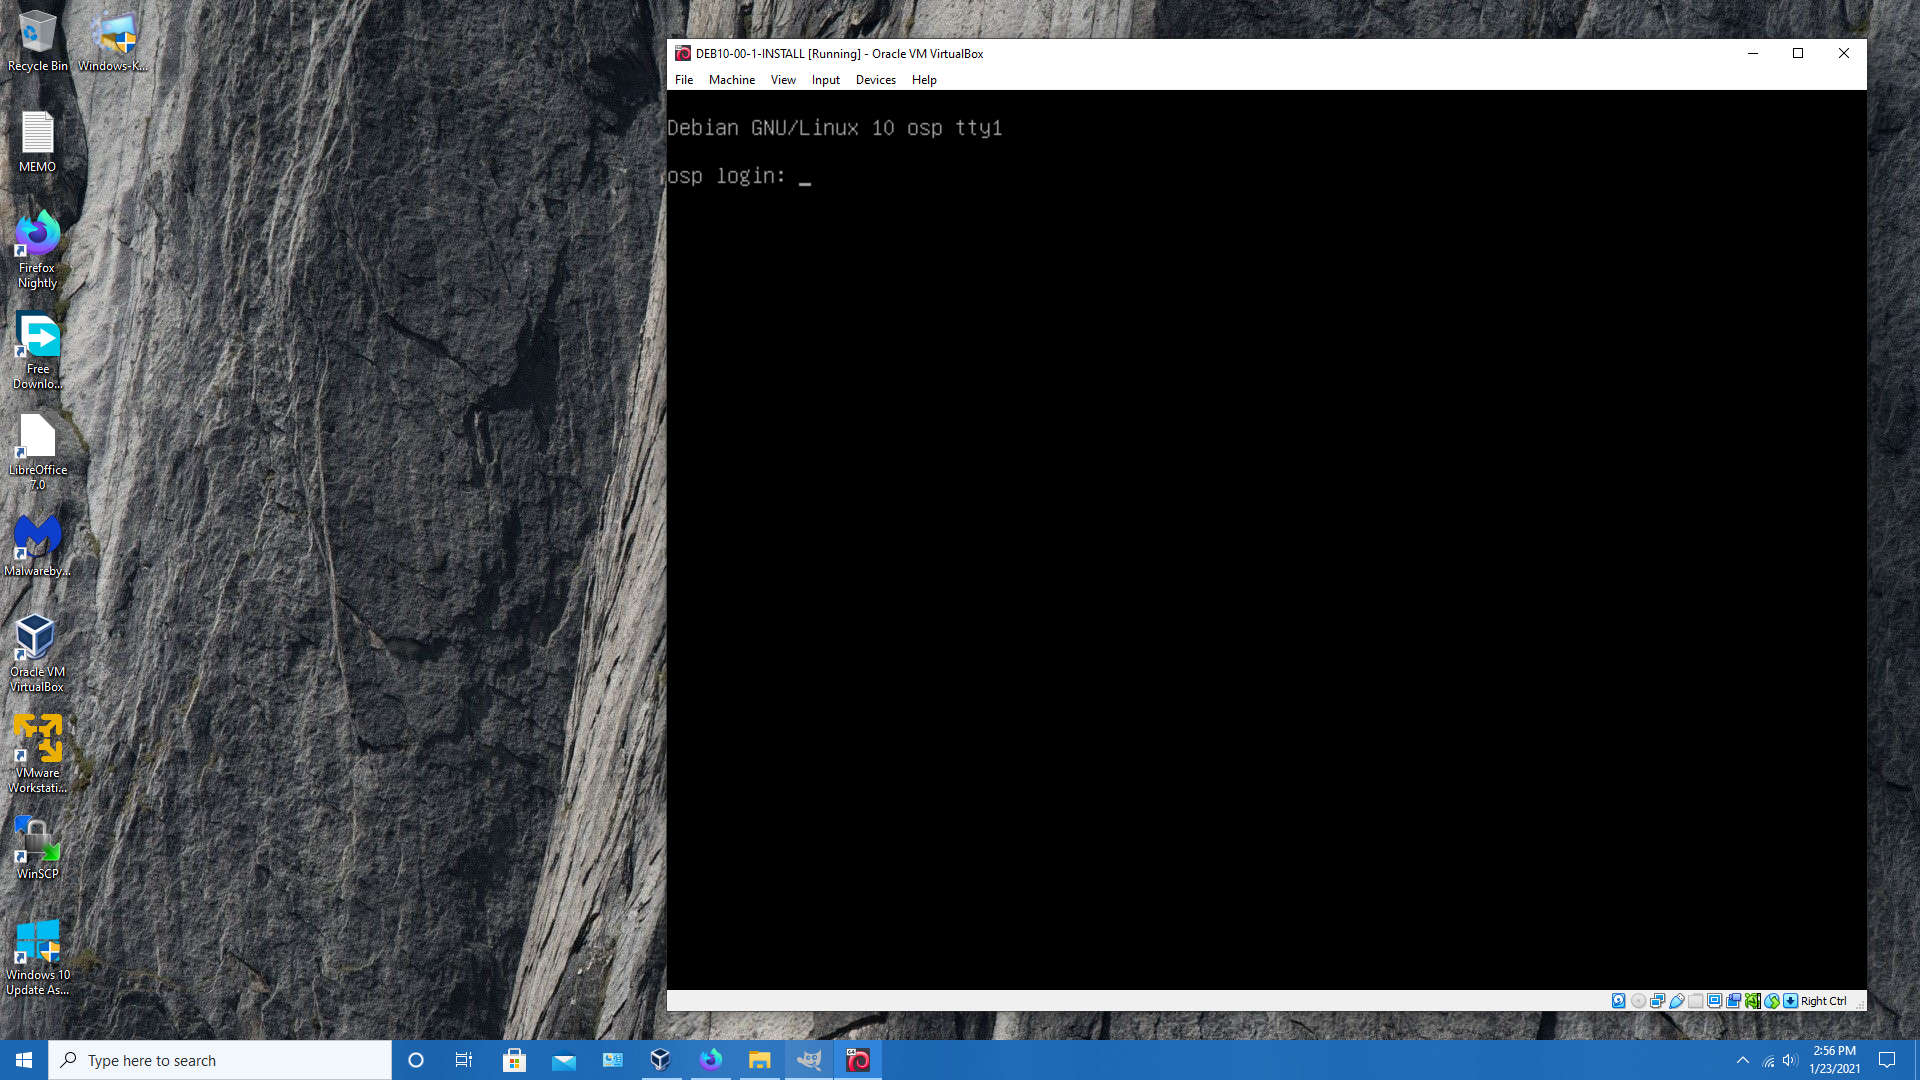 Recycle Bin
Windows-K...
MEMO
Firefox
Nightly
Free
Downlo...
LibreOffice
7.0
Malwareby...
Oracle VM
VirtualBox
VMware
Workstati...
WinSCP
Windows 10
Update As...
DEB10-00-1-INSTALL [Running] - Oracle VM VirtualBox
File Machine View Input Devices Help
Debian GNU/Linux 10 osp tty1
osp login: _
Right Ctrl
Type here to search
2:56 PM
1/23/2021